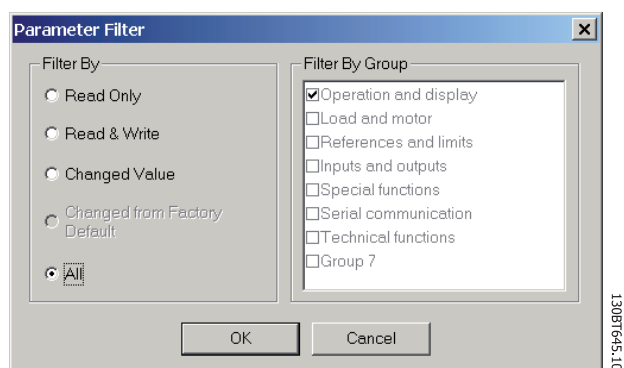 Parameter Filter
Filter By
Read Only
Read & Write
Changed Value
Changed from Factory
Default
All
Filter By Group
Operation and display
Load and motor
References and limits
Inputs and outputs
Special functions
Serial communication
Technical functions
Group 7
OK
Cancel
130BT645.10